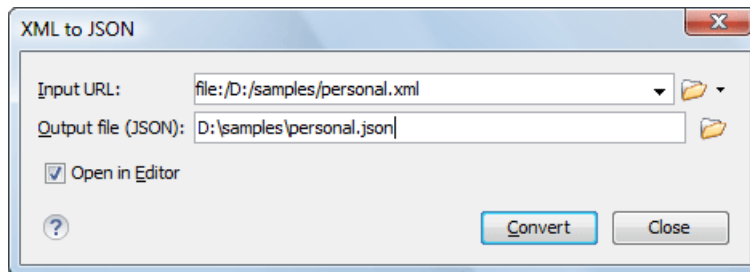 XML to JSON
Input URL: file:/D:/samples/personal.xml
Output file (JSON): D:\samples\personal.json
Open in Editor
? Convert Close